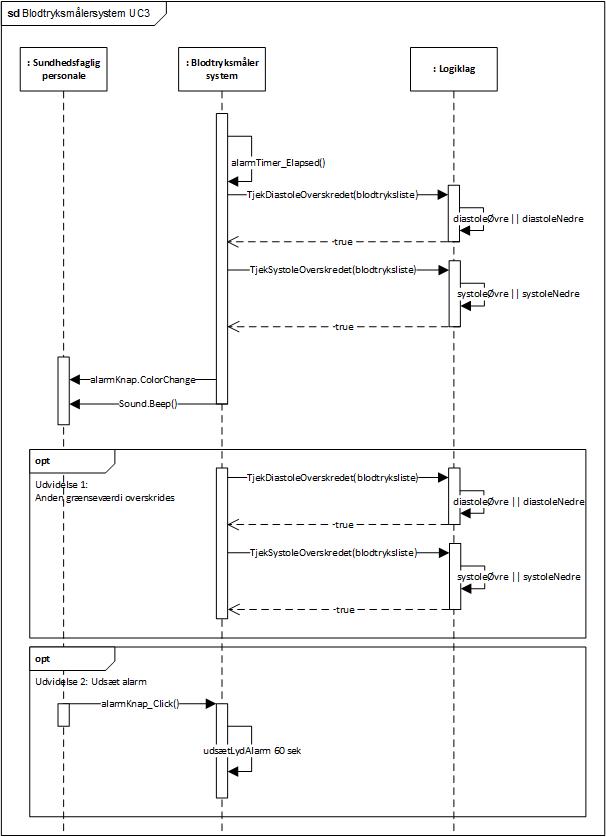 sd Blodtryksmålersystem UC3
: Sundhedsfaglig
personale
: Blodtryksmåler
system
: Logiklag
alarmTimer_Elapsed()
TjekDiastoleOverskredet(blodtryksliste)
diastoleØvre || diastoleNedre
true
TjekSystoleOverskredet(blodtryksliste)
systoleØvre || systoleNedre
true
alarmKnap.ColorChange
Sound.Beep()
opt
Udvidelse 1:
Anden grænseværdi overskrides
TjekDiastoleOverskredet(blodtryksliste)
diastoleØvre || diastoleNedre
true
TjekSystoleOverskredet(blodtryksliste)
systoleØvre || systoleNedre
true
opt
Udvidelse 2: Udsæt alarm
alarmKnap_Click()
udsætLydAlarm 60 sek